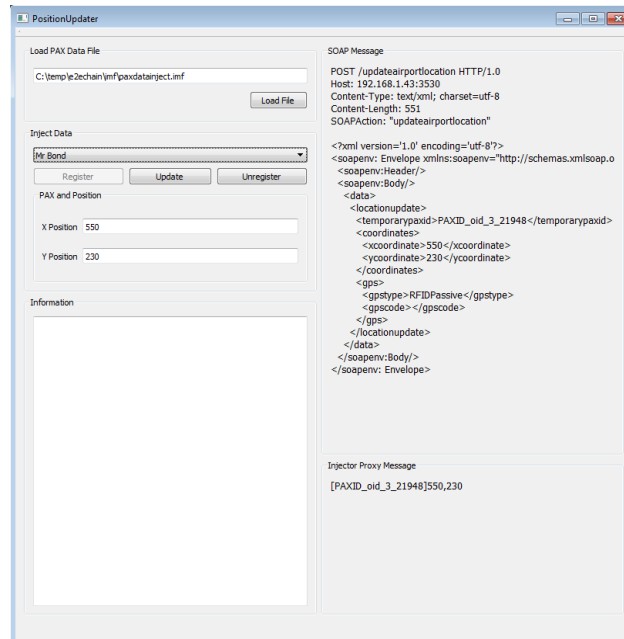 PositionUpdater
Load PAX Data File
C:\temp\e2echain\imf\paxdatainject.imf
Load File
Inject Data
Mr Bond
Register Update Unregister
PAX and Position
X Position 550
Y Position 230
Information
SOAP Message
POST /updateairportlocation HTTP/1.0
Host: 192.168.1.43:3530
Content-Type: text/xml; charset=utf-8
Content-Length: 551
SOAPAction: "updateairportlocation"
<?xml version='1.0' encoding='utf-8'?>
<soapenv: Envelope xmlns:soapenv="http://schemas.xmlsoap.o
<soapenv:Header/>
<soapenv:Body/>
<data>
<locationupdate>
<temporarypaxid>PAXID_oid_3_21948</temporarypaxid>
<coordinates>
<xcoordinate>550</xcoordinate>
<ycoordinate>230</ycoordinate>
</coordinates>
<gps>
<gpstype>RFIDPassive</gpstype>
<gpscode></gpscode>
</gps>
</locationupdate>
</data>
</soapenv:Body/>
</soapenv: Envelope>
Injector Proxy Message
[PAXID_oid_3_21948]550,230